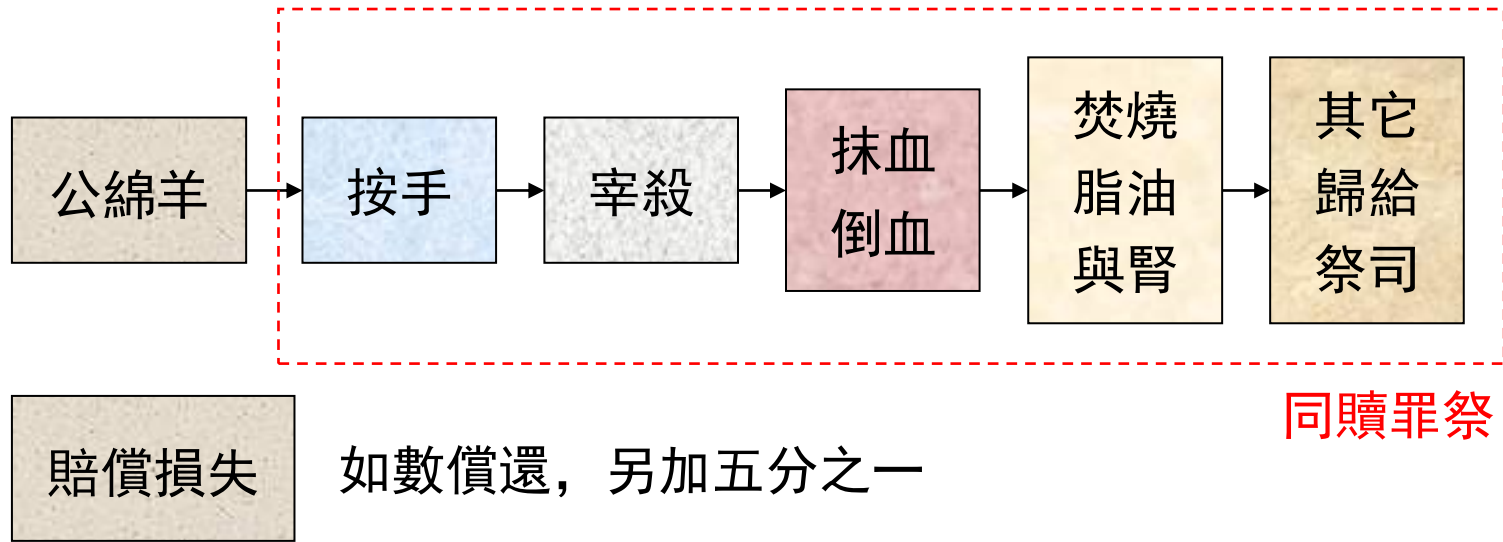 公綿羊
按手
宰殺
抹血
倒血
焚燒
脂油
與腎
其它
歸給
祭司
同贖罪祭
賠償損失
如數償還，另加五分之一